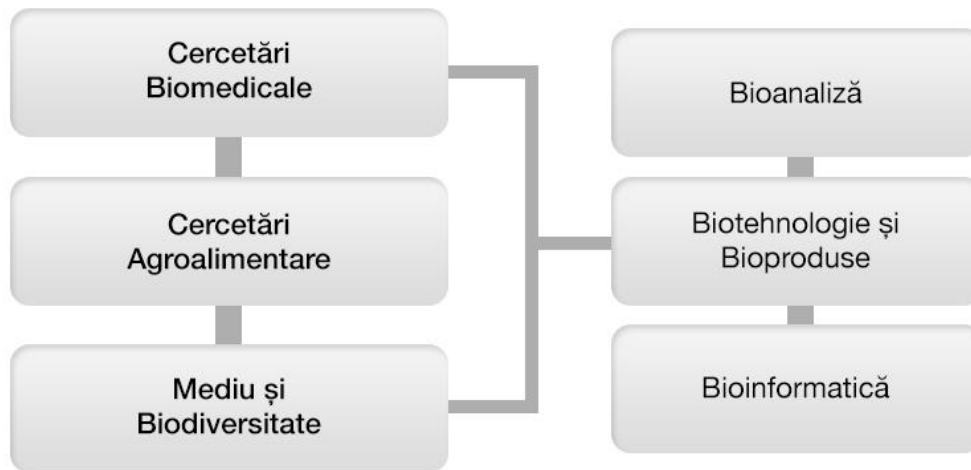 Cercetări
Biomedicale
Cercetări
Agroalimentare
Mediu și
Biodiversitate
Bioanaliză
Biotehnologie și
Bioproduse
Bioinformatică